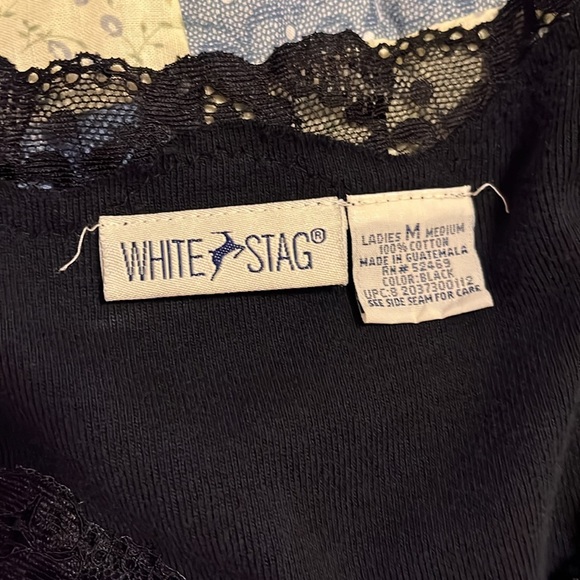 WHITE STAG®
LADIES M MEDIUM
100% COTTON
MADE IN GUATEMALA
RN# 52469
COLOR:BLACK
UPC:8 2037300112
SEE SIDE SEAM FOR CARE